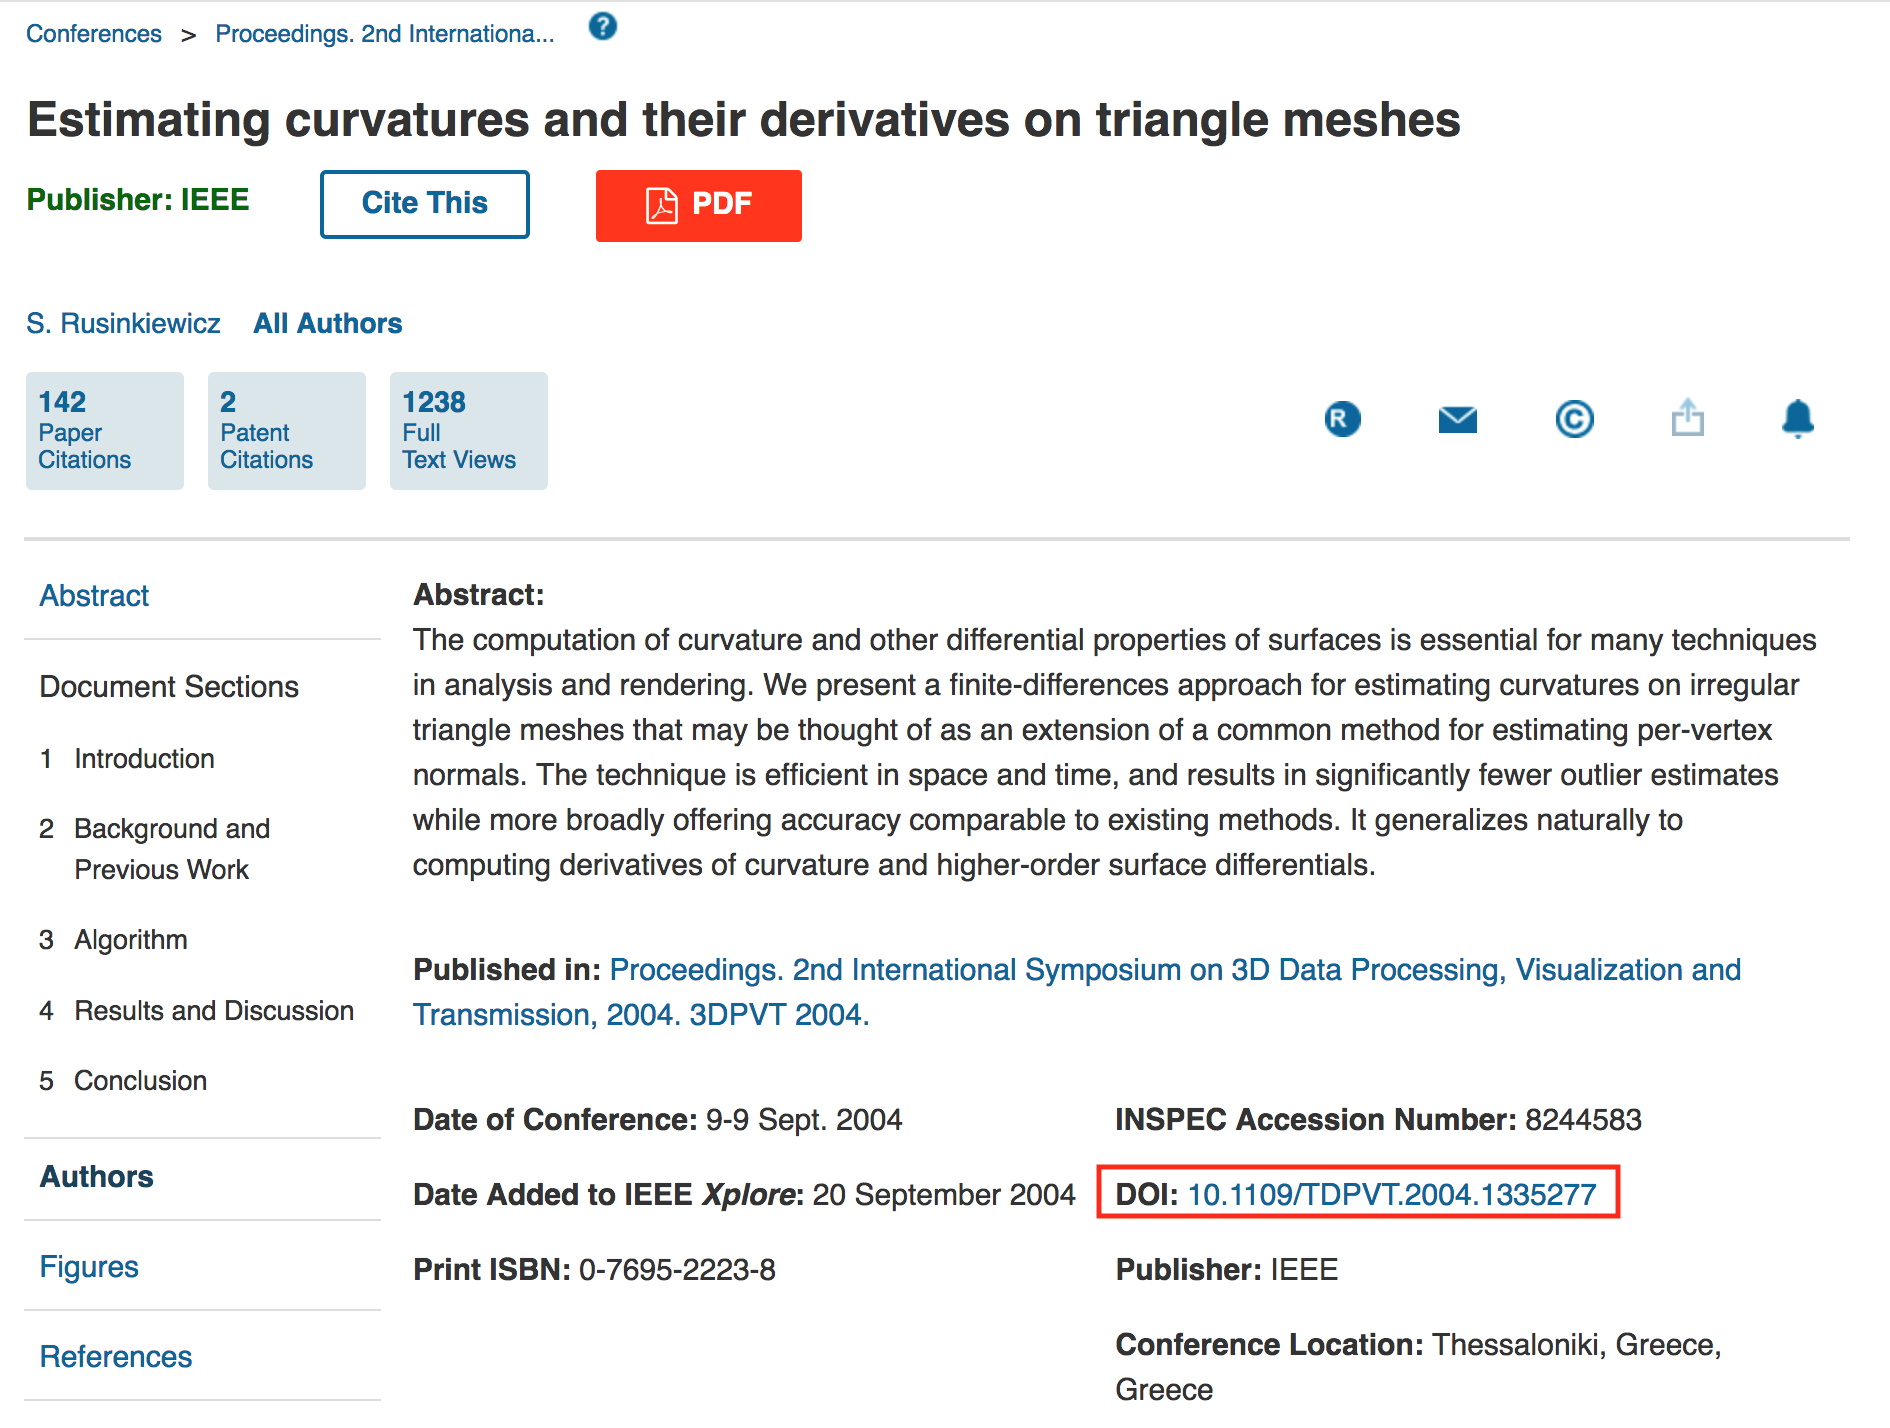 Conferences > Proceedings. 2nd Internationa... ?
Estimating curvatures and their derivatives on triangle meshes
Publisher: IEEE
Cite This
PDF
S. Rusinkiewicz All Authors
142
Paper
Citations
2
Patent
Citations
1238
Full
Text Views
R
©
Abstract
Document Sections
1 Introduction
2 Background and
Previous Work
3 Algorithm
4 Results and Discussion
5 Conclusion
Authors
Figures
References
Abstract:
The computation of curvature and other differential properties of surfaces is essential for many techniques
in analysis and rendering. We present a finite-differences approach for estimating curvatures on irregular
triangle meshes that may be thought of as an extension of a common method for estimating per-vertex
normals. The technique is efficient in space and time, and results in significantly fewer outlier estimates
while more broadly offering accuracy comparable to existing methods. It generalizes naturally to
computing derivatives of curvature and higher-order surface differentials.
Published in: Proceedings. 2nd International Symposium on 3D Data Processing, Visualization and
Transmission, 2004. 3DPVT 2004.
Date of Conference: 9-9 Sept. 2004
Date Added to IEEE Xplore: 20 September 2004
Print ISBN: 0-7695-2223-8
INSPEC Accession Number: 8244583
DOI: 10.1109/TDPVT.2004.1335277
Publisher: IEEE
Conference Location: Thessaloniki, Greece,
Greece